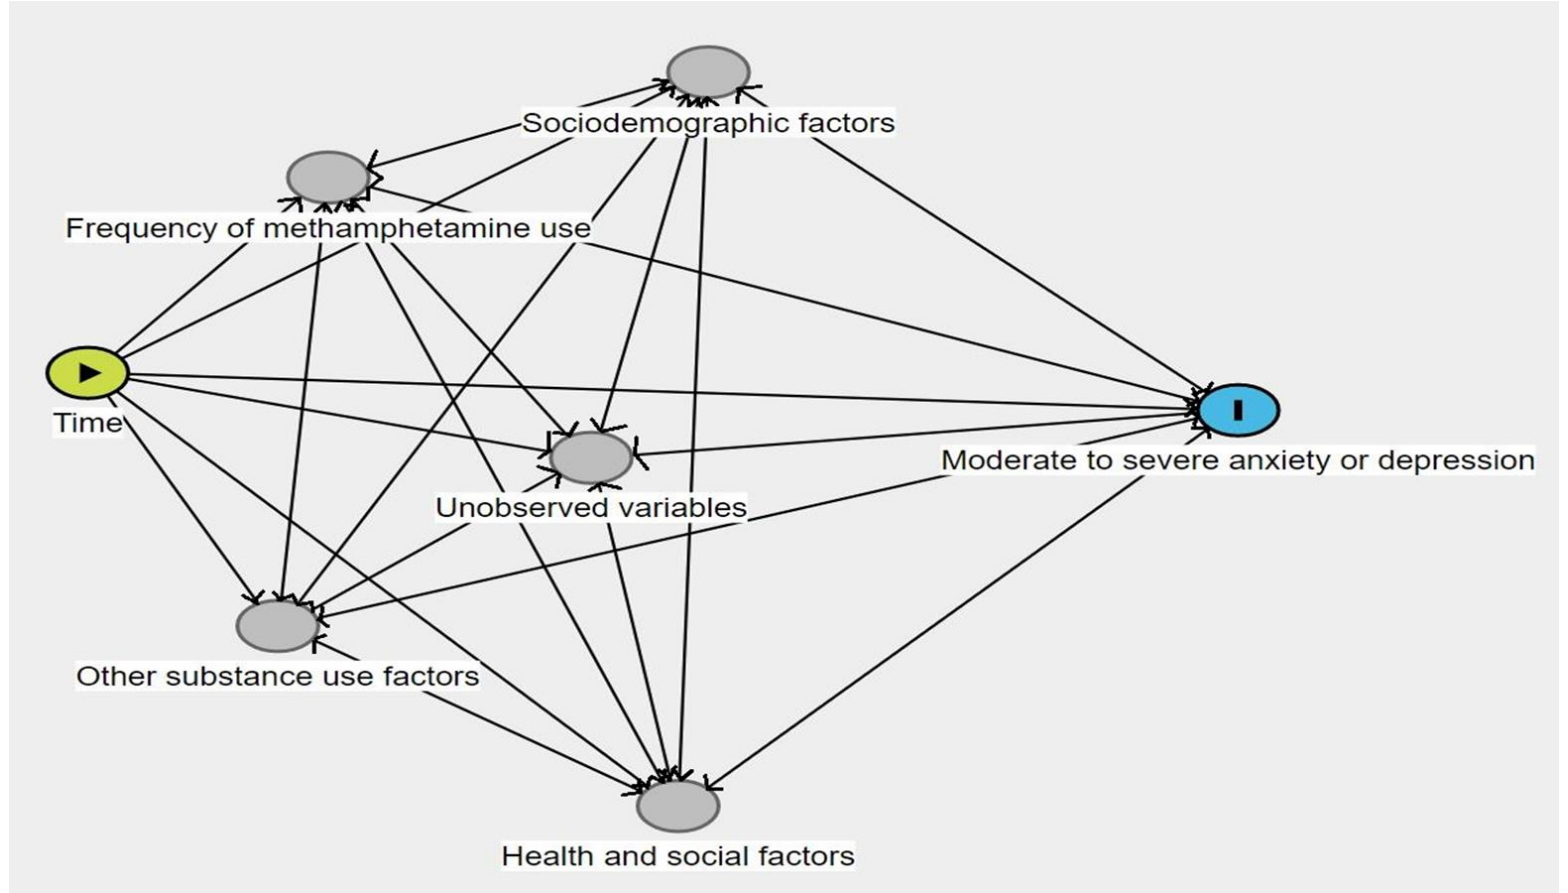 Sociodemographic factors
Frequency of methamphetamine use
Time
Moderate to severe anxiety or depression
Unobserved variables
Other substance use factors
Health and social factors